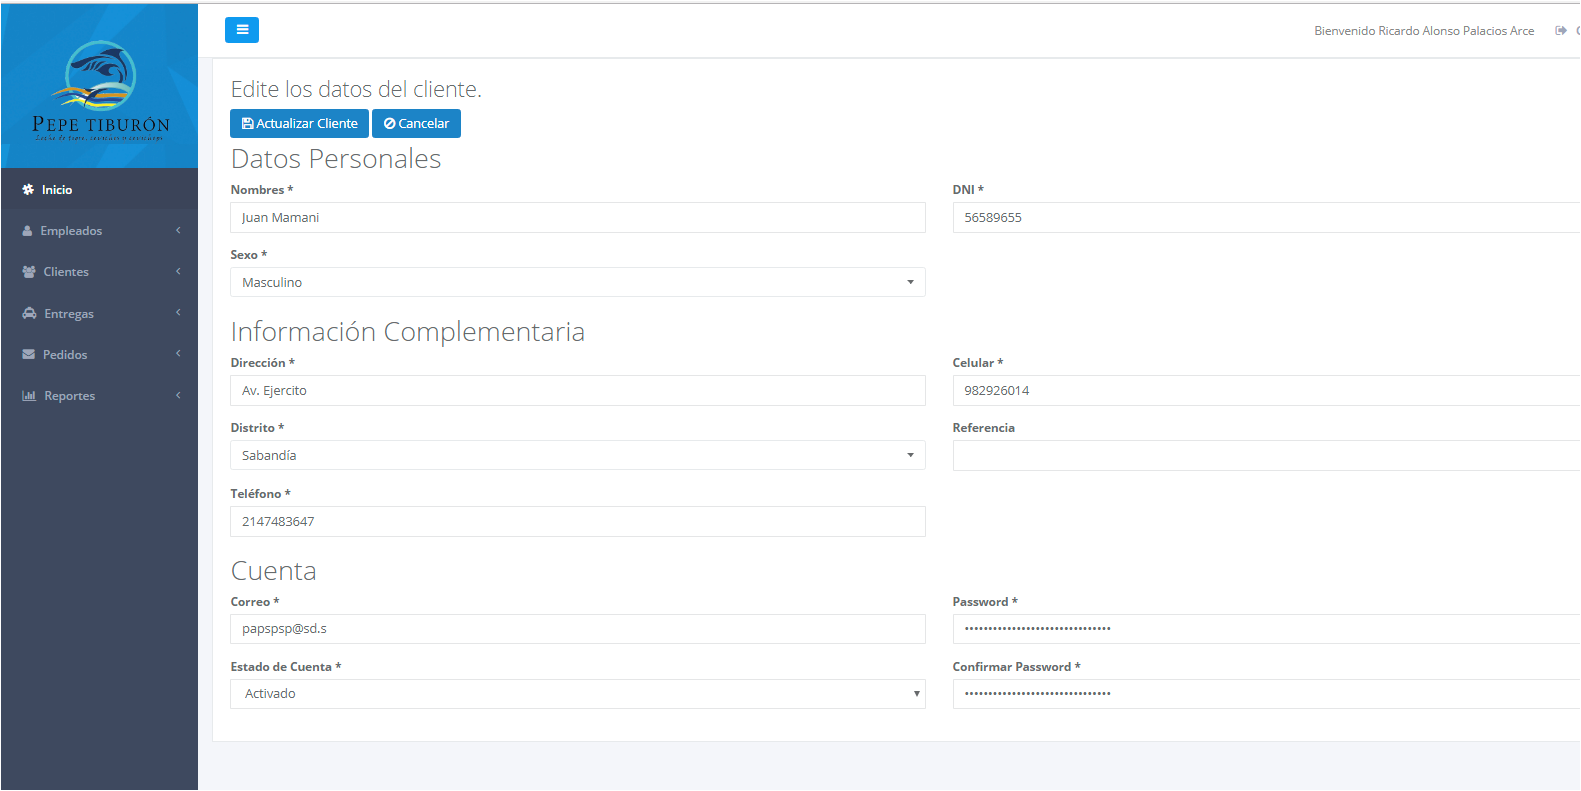 Bienvenido Ricardo Alonso Palacios Arce
PEPE TIBURÓN
Inicio
Empleados
Clientes
Entregas
Pedidos
Reportes
Edite los datos del cliente.
Actualizar Cliente Cancelar
Datos Personales
Nombres * DNI *
Juan Mamani 56589655
Sexo *
Masculino
Información Complementaria
Dirección * Celular *
Av. Ejercito 982926014
Distrito * Referencia
Sabandía
Teléfono *
2147483647
Cuenta
Correo * Password *
papspsp@sd.s
Estado de Cuenta * Confirmar Password *
Activado